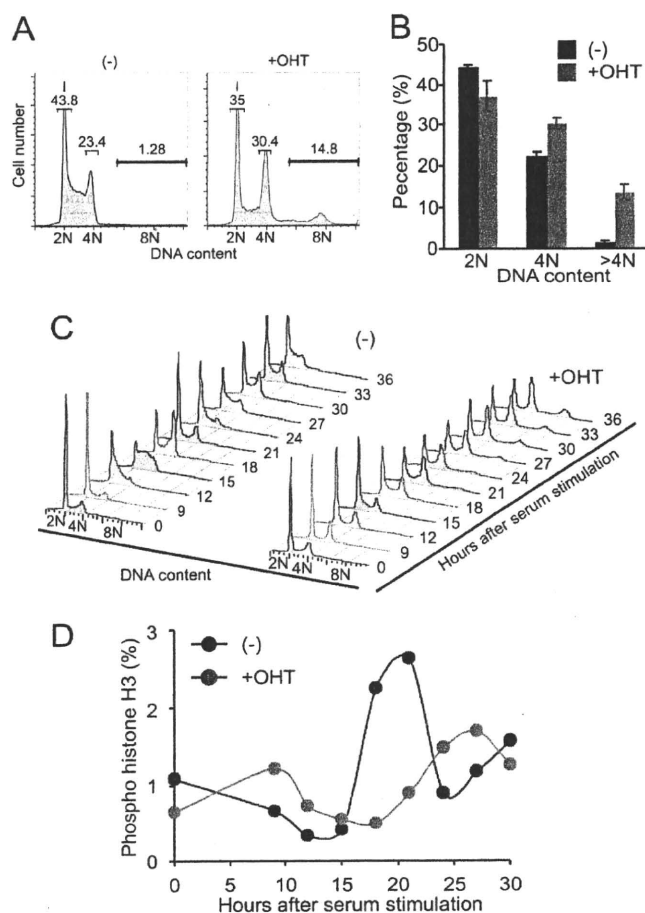 A
(-)
+OHT
43.8
23.4
1.28
35
30.4
14.8
Cell number
2N 4N 8N
2N 4N 8N
DNA content
B
(-)
+OHT
Pecentage (%)
50
40
30
20
10
0
2N 4N >4N
DNA content
C
(-)
36
33
30
27
24
21
18
15
12
9
0
2N 4N 8N
DNA content
+OHT
36
33
30
27
24
21
18
15
12
9
0
2N 4N 8N
Hours after serum stimulation
D
(-)
+OHT
Phospho histone H3 (%)
3
2
1
0
0 5 10 15 20 25 30
Hours after serum stimulation